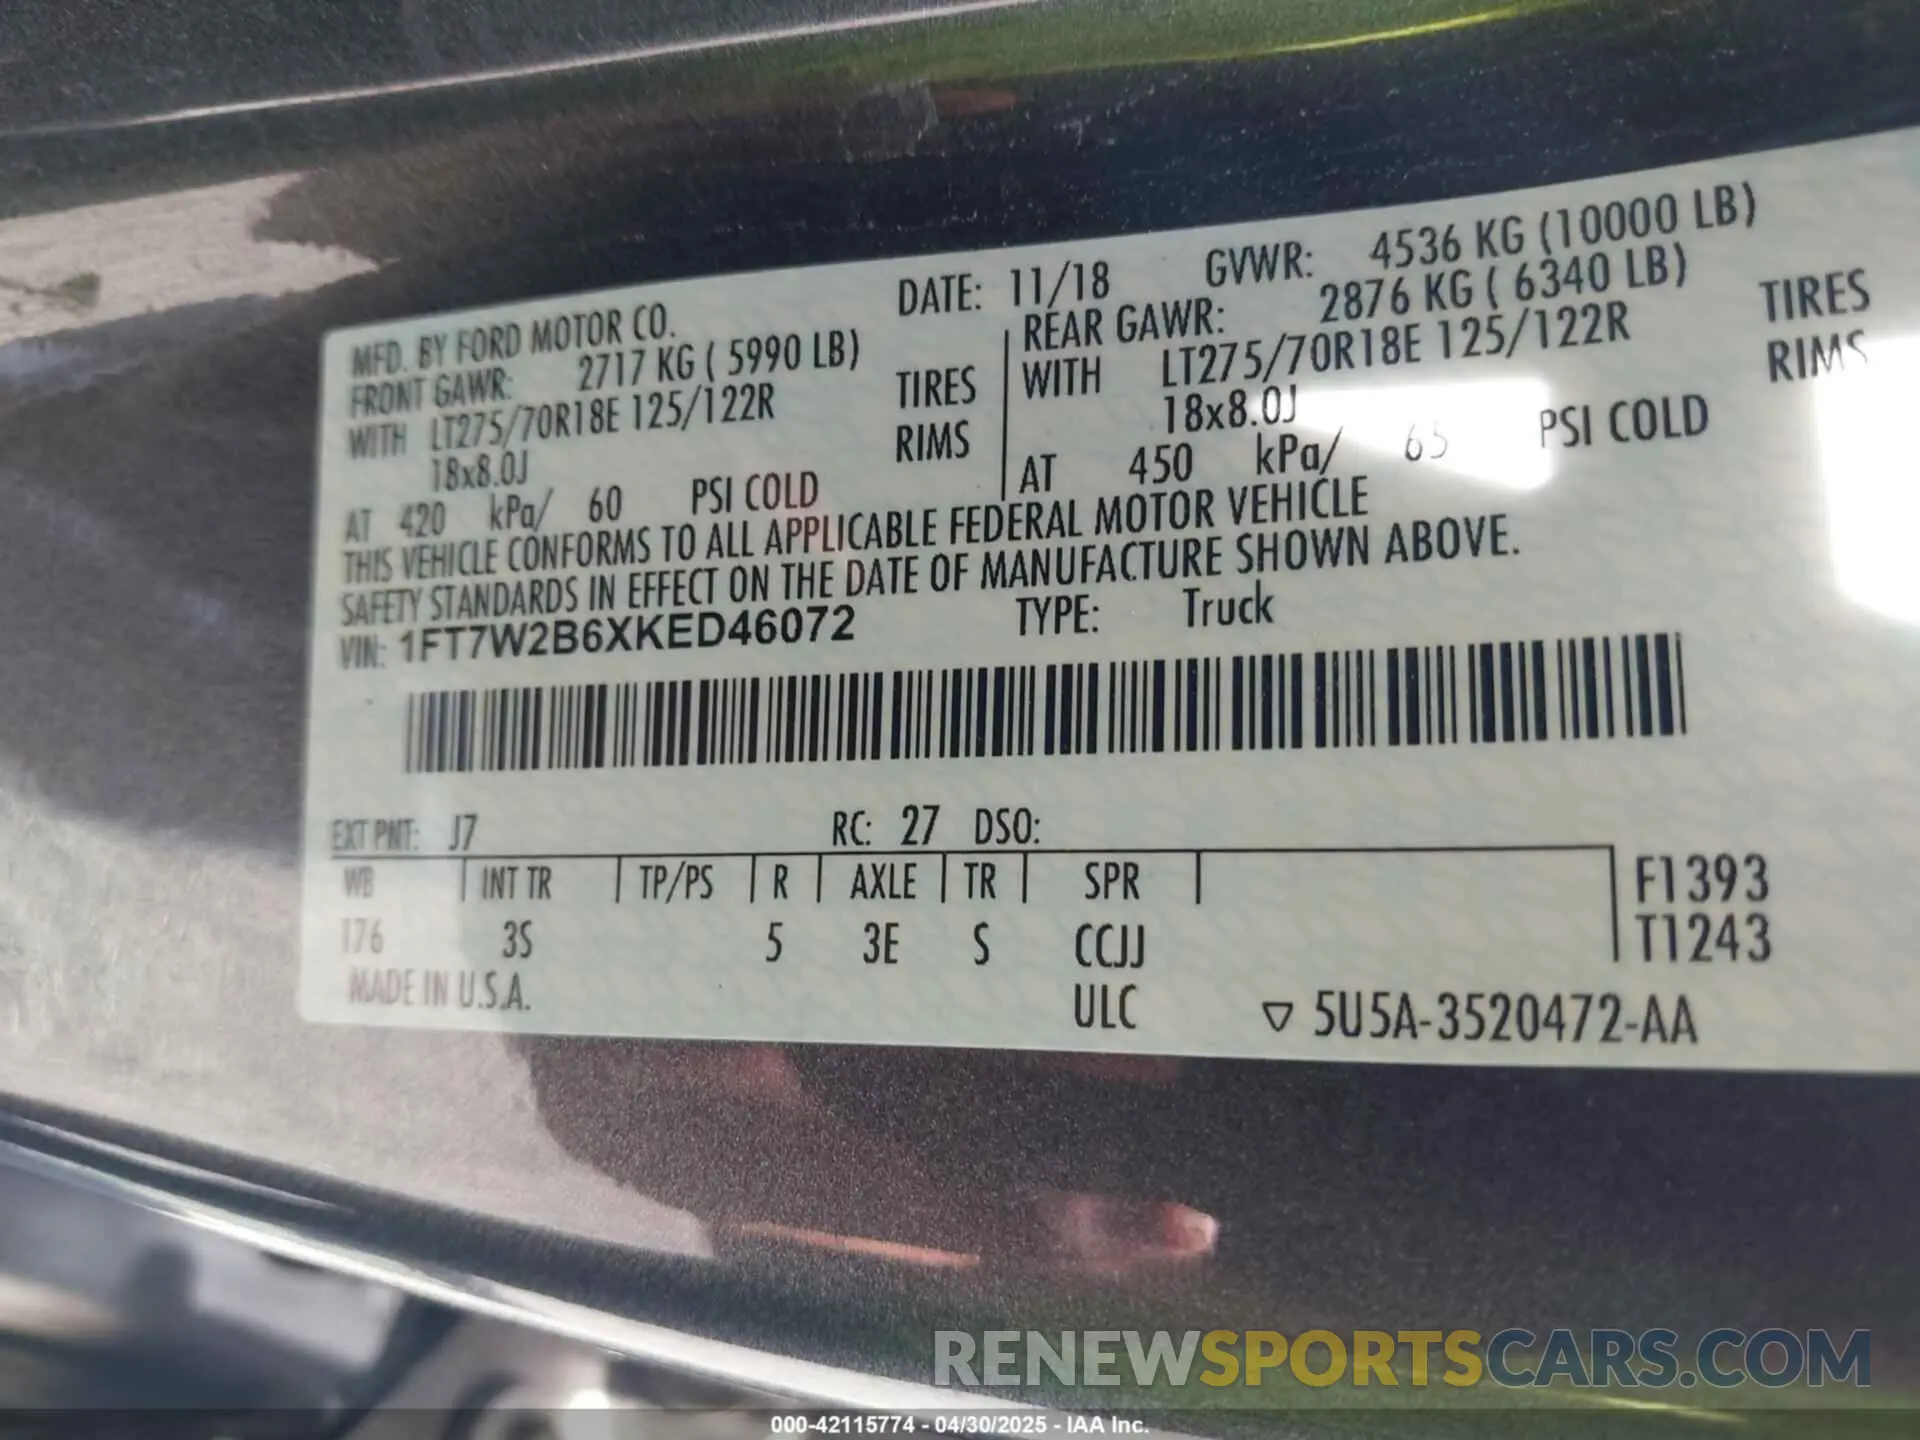 MFD. BY FORD MOTOR CO. DATE: 11/18 GVWR: 4536 KG (10000 LB)
FRONT GAWR: 2717 KG ( 5990 LB) REAR GAWR: 2876 KG ( 6340 LB)
WITH LT275/70R18E 125/122R TIRES WITH LT275/70R18E 125/122R TIRES
18x8.0J RIMS 18x8.0J RIMS
AT 420 kPa/ 60 PSI COLD AT 450 kPa/ 65 PSI COLD
THIS VEHICLE CONFORMS TO ALL APPLICABLE FEDERAL MOTOR VEHICLE
SAFETY STANDARDS IN EFFECT ON THE DATE OF MANUFACTURE SHOWN ABOVE.
VIN: 1FT7W2B6XKED46072 TYPE: Truck
EXT PNT: J7 RC: 27 DSO:
WB INT TR TP/PS R AXLE TR SPR F1393
176 3S 5 3E S CCJJ T1243
MADE IN U.S.A. ULC ▽ 5U5A-3520472-AA
RENEWSPORTSCARS.COM
000-42115774 - 04/30/2025 - IAA Inc.